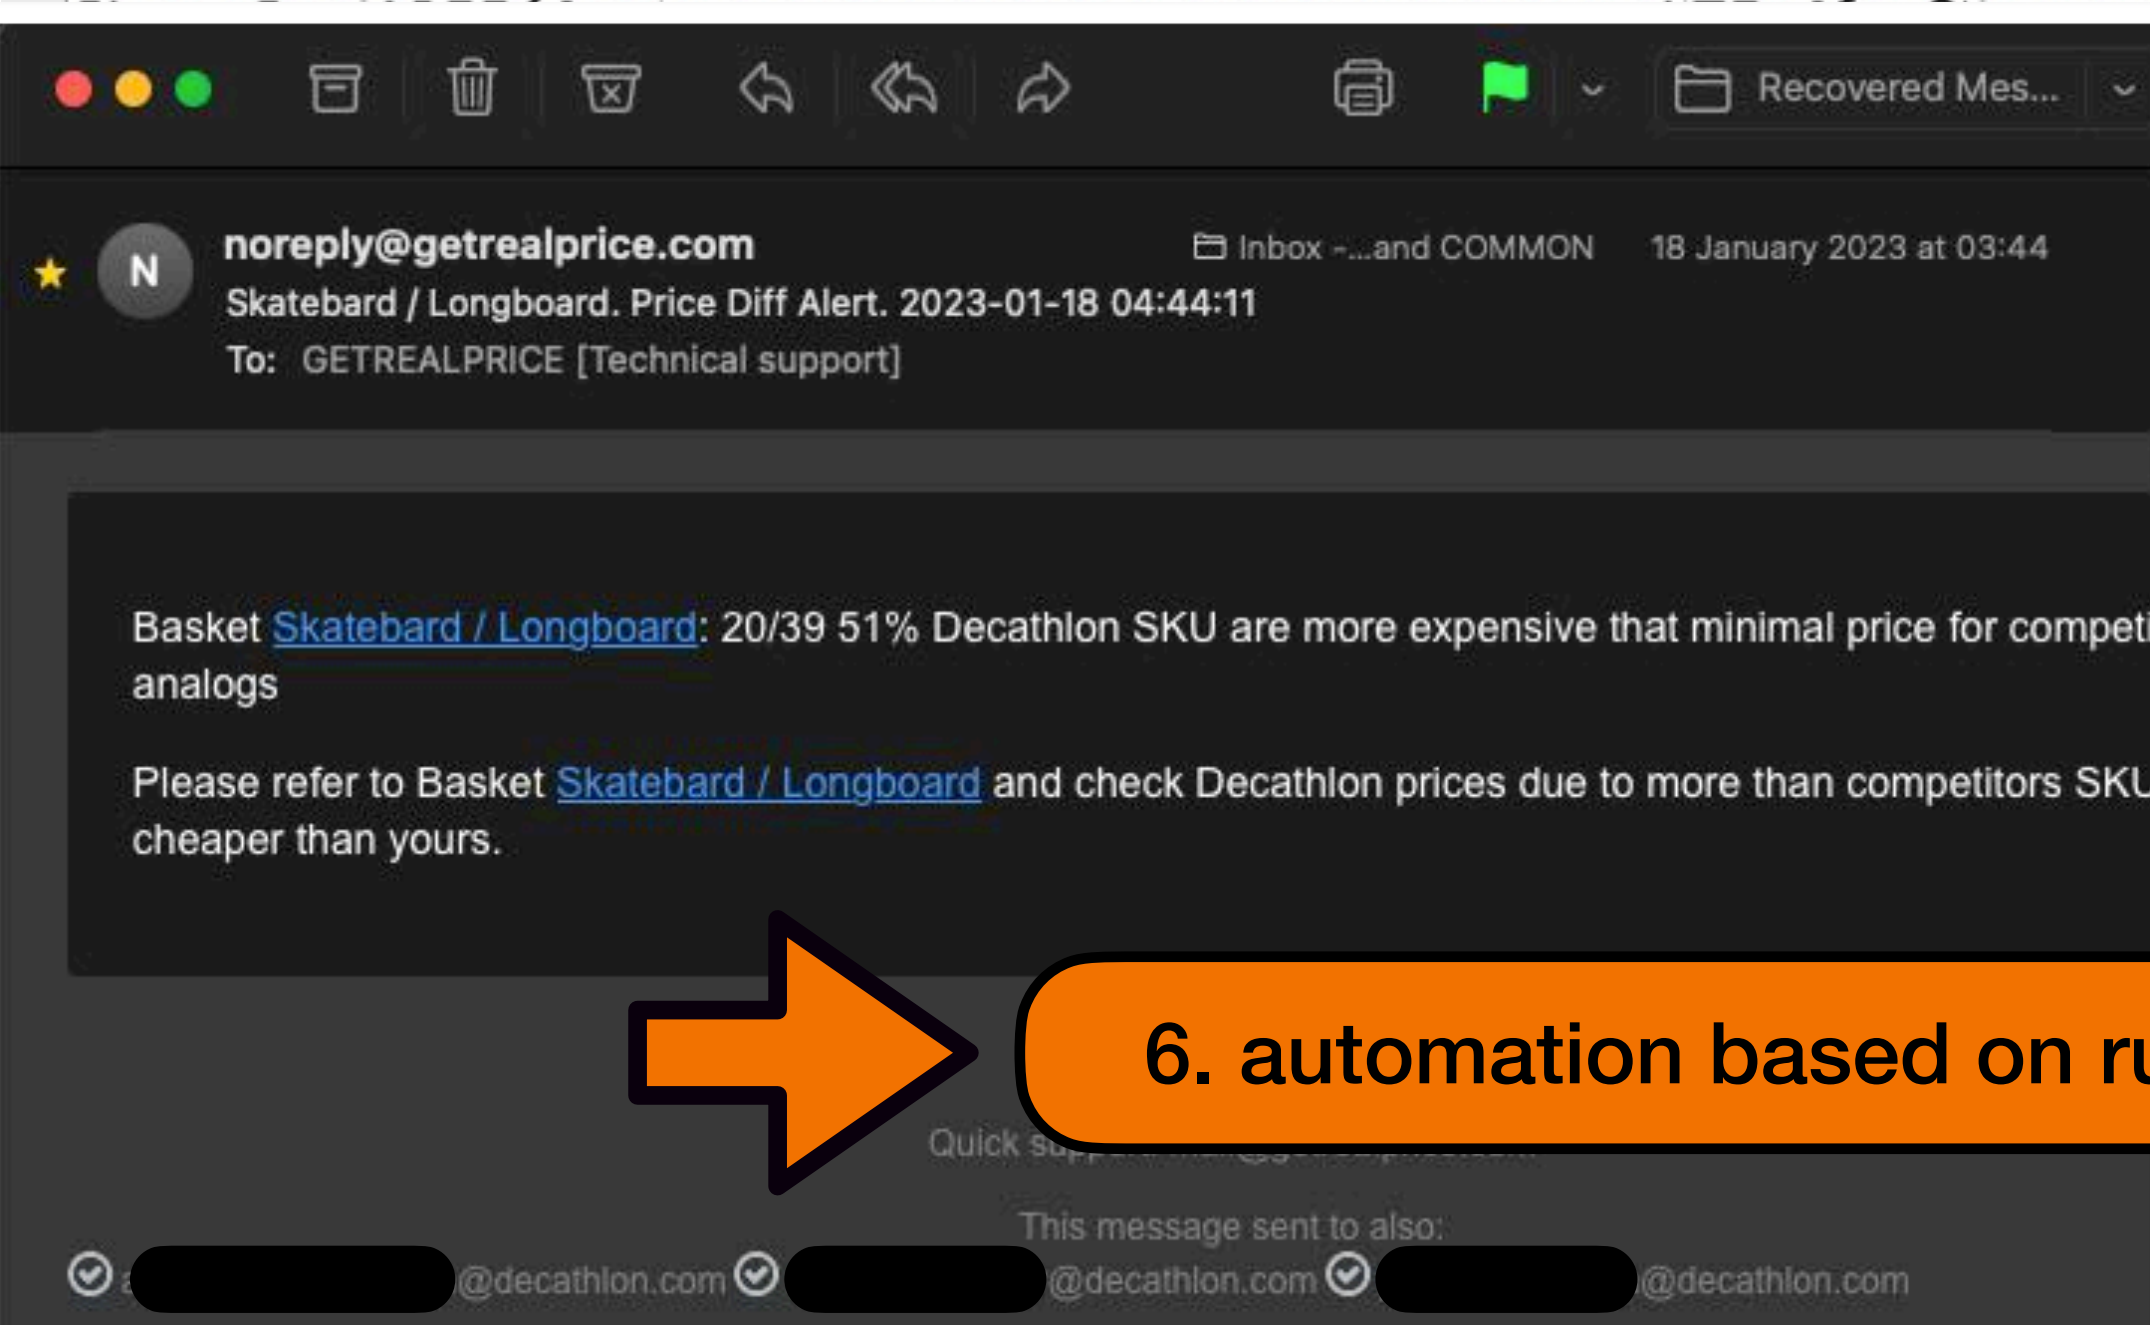 Recovered Mes...
N
noreply@getrealprice.com
Inbox -...and COMMON
18 January 2023 at 03:44
Skatebard / Longboard. Price Diff Alert. 2023-01-18 04:44:11
To: GETREALPRICE [Technical support]
Basket Skatebard / Longboard: 20/39 51% Decathlon SKU are more expensive that minimal price for competi
analogs
Please refer to Basket Skatebard / Longboard and check Decathlon prices due to more than competitors SKU
cheaper than yours.
6. automation based on ru
Quick
This message sent to also:
@decathlon.com @decathlon.com @decathlon.com